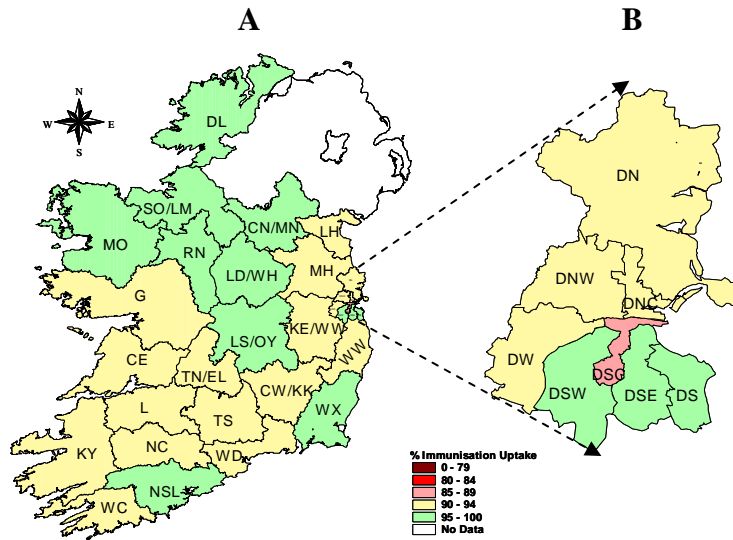 A
B
N
W E
S
DL
SO/LM
CN/MN
LH
MO
RN
LD/WH
MH
G
LS/OY
KE/WW
WW
CE
TN/EL
CW/KK
L
TS
WX
KY
NC
WD
NSL
WC
DN
DNW
DNC
DW
DSC
DSW
DSE
DS
% Immunisation Uptake
0 - 79
80 - 84
85 - 89
90 - 94
95 - 100
No Data